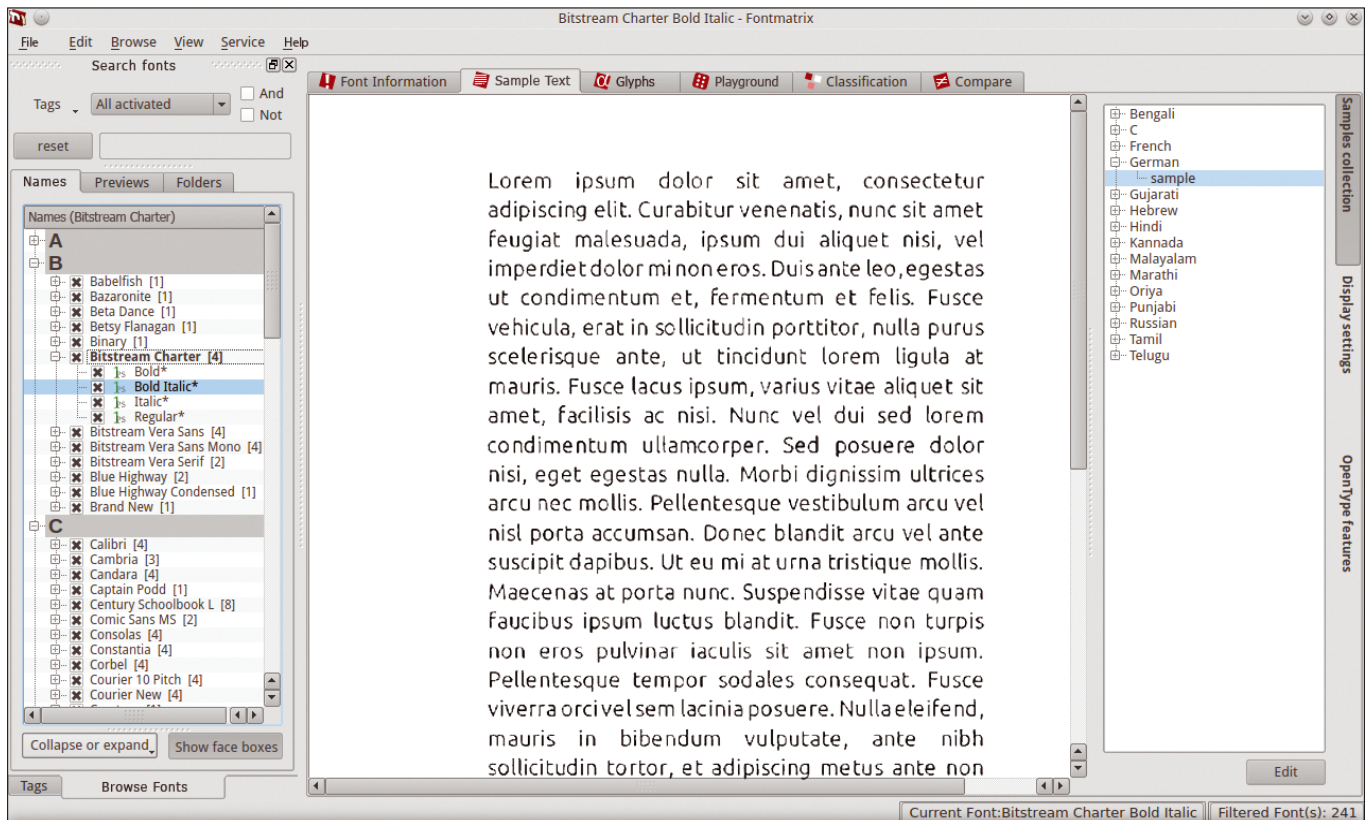 Bitstream Charter Bold Italic - Fontmatrix
File Edit Browse View Service Help
Search fonts
Tags All activated And
Not
reset
Names Previews Folders
Names (Bitstream Charter)
A
B
Babelfish [1]
Bazaronite [1]
Beta Dance [1]
Betsy Flanagan [1]
Binary [1]
Bitstream Charter [4]
Bold*
Bold Italic*
Italic*
Regular*
Bitstream Vera Sans [4]
Bitstream Vera Sans Mono [4]
Bitstream Vera Serif [2]
Blue Highway [2]
Blue Highway Condensed [1]
Brand New [1]
C
Calibri [4]
Cambria [3]
Candara [4]
Captain Podd [1]
Century Schoolbook L [8]
Comic Sans MS [2]
Consolas [4]
Constantia [4]
Corbel [4]
Courier 10 Pitch [4]
Courier New [4]
Collapse or expand Show face boxes
Tags Browse Fonts
Font Information Sample Text Glyphs Playground Classification Compare
Lorem ipsum dolor sit amet, consectetur
adipiscing elit. Curabitur venenatis, nunc sit amet
feugiat malesuada, ipsum dui aliquet nisi, vel
imperdiet dolor mi non eros. Duis ante leo, egestas
ut condimentum et, fermentum et felis. Fusce
vehicula, erat in sollicitudin porttitor, nulla purus
scelerisque ante, ut tincidunt lorem ligula at
mauris. Fusce lacus ipsum, varius vitae aliquet sit
amet, facilisis ac nisi. Nunc vel dui sed lorem
condimentum ullamcorper. Sed posuere dolor
nisi, eget egestas nulla. Morbi dignissim ultrices
arcu nec mollis. Pellentesque vestibulum arcu vel
nisl porta accumsan. Donec blandit arcu vel ante
suscipit dapibus. Ut eu mi at urna tristique mollis.
Maecenas at porta nunc. Suspendisse vitae quam
faucibus ipsum luctus blandit. Fusce non turpis
non eros pulvinar iaculis sit amet non ipsum.
Pellentesque tempor sodales consequat. Fusce
viverra orci vel sem lacinia posuere. Nulla eleifend,
mauris in bibendum vulputate, ante nibh
sollicitudin tortor, et adipiscing metus ante non
Bengali
C
French
German
sample
Gujarati
Hebrew
Hindi
Kannada
Malayalam
Marathi
Oriya
Punjabi
Russian
Tamil
Telugu
Edit
Samples collection
Display settings
OpenType features
Current Font:Bitstream Charter Bold Italic Filtered Font(s): 241